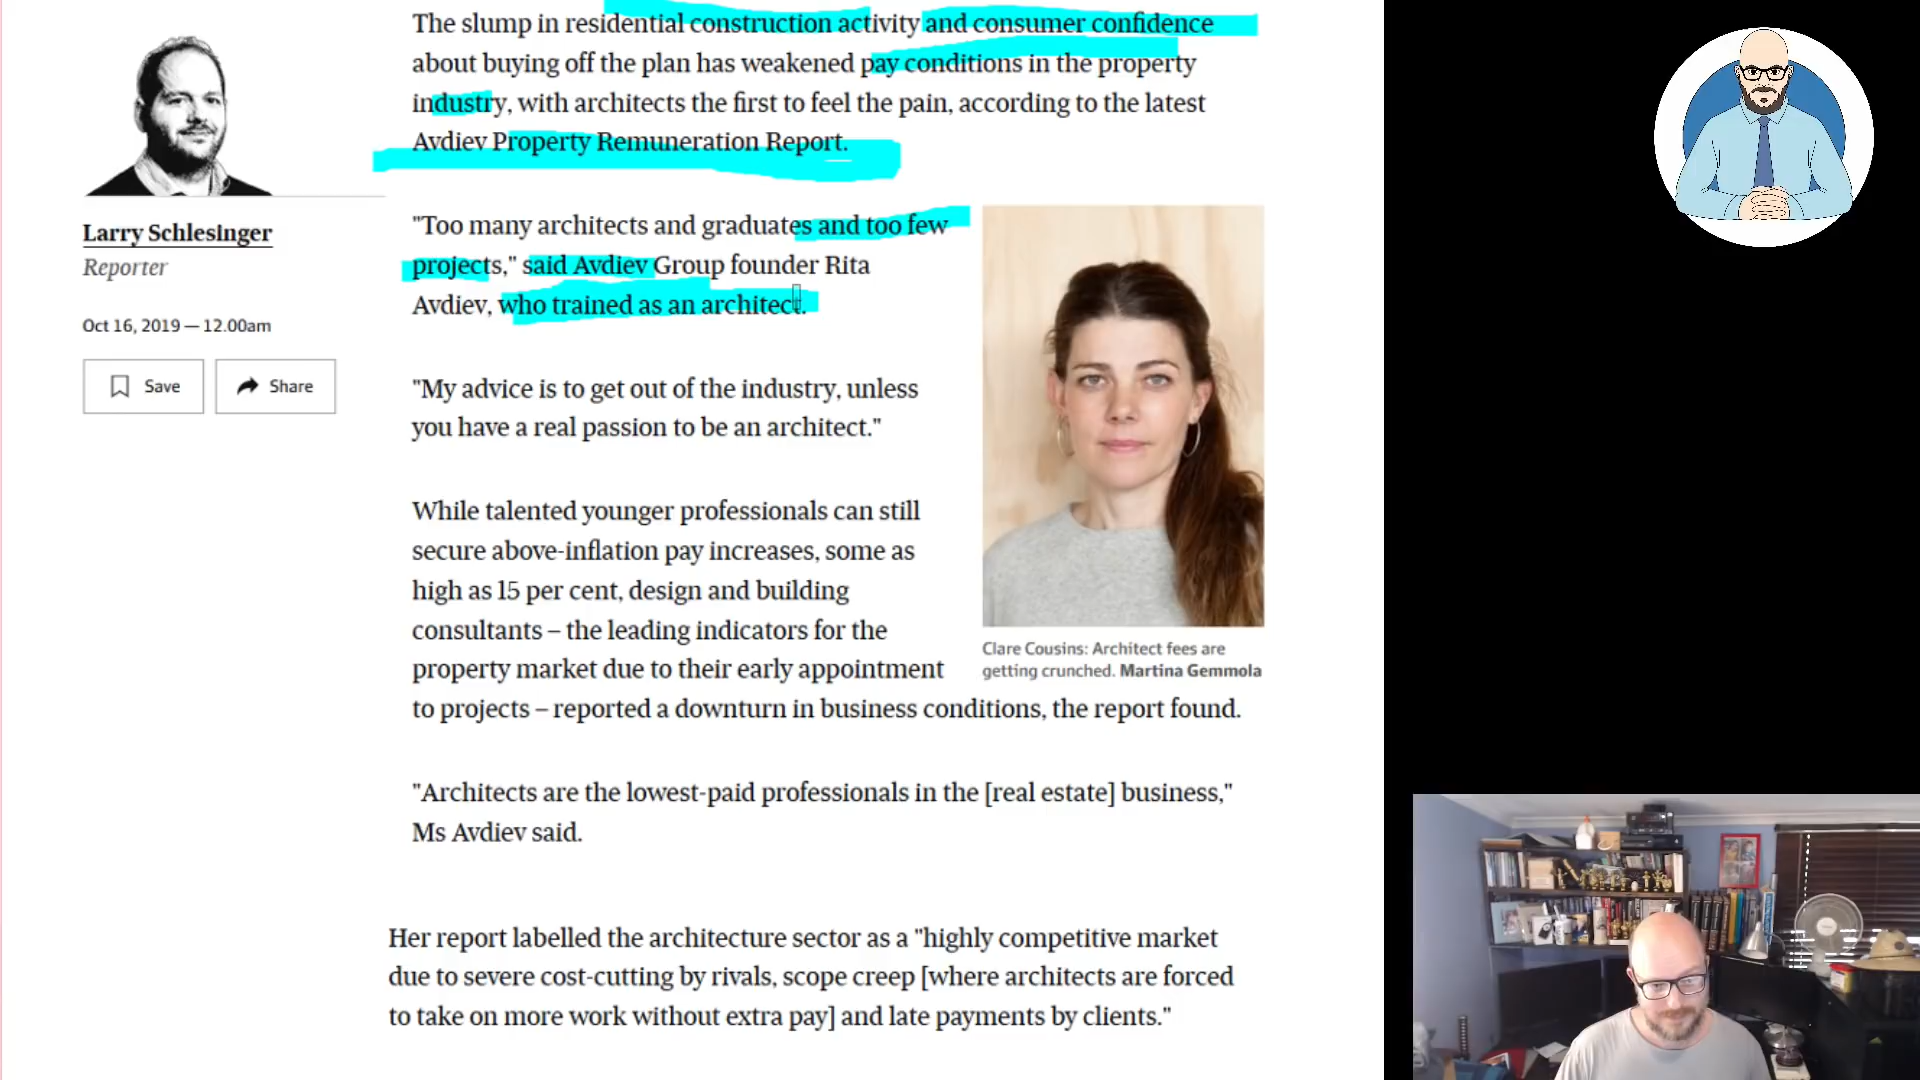 The slump in residential construction activity and consumer confidence
about buying off the plan has weakened pay conditions in the property
industry, with architects the first to feel the pain, according to the latest
Avdiev Property Remuneration Report.
Larry Schlesinger
Reporter
Oct 16, 2019 — 12.00am
Save
Share
"Too many architects and graduates and too few
projects," said Avdiev Group founder Rita
Avdiev, who trained as an architect.
"My advice is to get out of the industry, unless
you have a real passion to be an architect."
While talented younger professionals can still
secure above-inflation pay increases, some as
high as 15 per cent, design and building
consultants – the leading indicators for the
property market due to their early appointment
to projects – reported a downturn in business conditions, the report found.
Clare Cousins: Architect fees are
getting crunched. Martina Gemmola
"Architects are the lowest-paid professionals in the [real estate] business,"
Ms Avdiev said.
Her report labelled the architecture sector as a "highly competitive market
due to severe cost-cutting by rivals, scope creep [where architects are forced
to take on more work without extra pay] and late payments by clients."